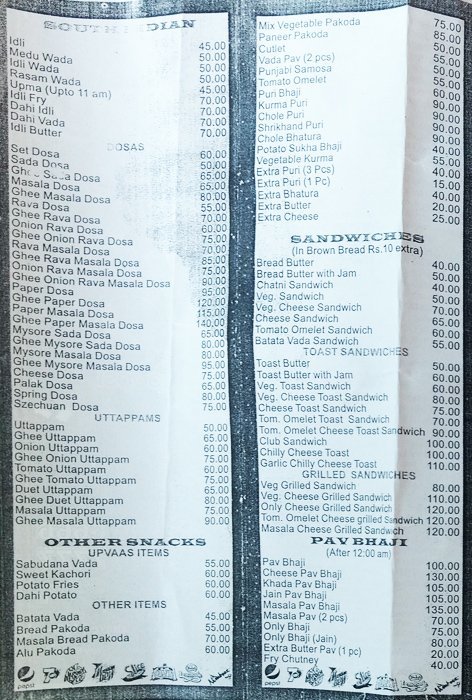 SOUTH INDIAN
Idli 45.00
Medu Wada 50.00
Idli Wada 50.00
Rasam Wada 50.00
Upma (Upto 11 am) 45.00
Idli Fry 70.00
Dahi Idli 70.00
Dahi Vada 70.00
Idli Butter 70.00
DOSAS
Set Dosa 60.00
Sada Dosa 50.00
Ghee Sada Dosa 65.00
Masala Dosa 65.00
Ghee Masala Dosa 80.00
Rava Dosa 55.00
Ghee Rava Dosa 70.00
Onion Rava Dosa 60.00
Ghee Onion Rava Dosa 75.00
Rava Masala Dosa 70.00
Ghee Rava Masala Dosa 85.00
Onion Rava Masala Dosa 75.00
Ghee Onion Rava Masala Dosa 90.00
Paper Dosa 95.00
Ghee Paper Dosa 120.00
Paper Masala Dosa 115.00
Ghee Paper Masala Dosa 140.00
Mysore Sada Dosa 65.00
Ghee Mysore Sada Dosa 80.00
Mysore Masala Dosa 80.00
Ghee Mysore Masala Dosa 95.00
Cheese Dosa 75.00
Palak Dosa 65.00
Spring Dosa 80.00
Szechuan Dosa 75.00
UTTAPPAMS
Uttappam 50.00
Ghee Uttappam 65.00
Onion Uttappam 60.00
Ghee Onion Uttappam 75.00
Tomato Uttappam 60.00
Ghee Tomato Uttappam 75.00
Duet Uttappam 65.00
Ghee Duet Uttappam 80.00
Masala Uttappam 75.00
Ghee Masala Uttappam 90.00
OTHER SNACKS
UPVAAS ITEMS
Sabudana Vada 55.00
Sweet Kachori 60.00
Potato Fries 60.00
Dahi Potato 60.00
OTHER ITEMS
Batata Vada 45.00
Bread Pakoda 55.00
Masala Bread Pakoda 70.00
Alu Pakoda 60.00
pepsi
Mix Vegetable Pakoda 75.00
Paneer Pakoda 85.00
Cutlet 50.00
Vada Pav (2 pcs) 50.00
Punjabi Samosa 55.00
Tomato Omelet 55.00
Puri Bhaji 60.00
Kurma Puri 90.00
Chole Puri 90.00
Shrikhand Puri 90.00
Chole Bhatura 90.00
Potato Sukha Bhaji 40.00
Vegetable Kurma 55.00
Extra Puri (3 Pcs) 40.00
Extra Puri (1 Pc) 15.00
Extra Bhatura 40.00
Extra Butter 20.00
Extra Cheese 25.00
SANDWICHES
(In Brown Bread Rs.10 extra)
Bread Butter 40.00
Bread Butter with Jam 50.00
Chatni Sandwich 50.00
Veg. Sandwich 50.00
Veg. Cheese Sandwich 70.00
Cheese Sandwich 65.00
Tomato Omelet Sandwich 60.00
Batata Vada Sandwich 55.00
TOAST SANDWICHES
Toast Butter 50.00
Toast Butter with Jam 60.00
Veg. Toast Sandwich 60.00
Veg. Cheese Toast Sandwich 80.00
Cheese Toast Sandwich 75.00
Tom. Omelet Toast Sandwich 70.00
Tom. Omelet Cheese Toast Sandwich 90.00
Club Sandwich 100.00
Chilly Cheese Toast 100.00
Garlic Chilly Cheese Toast 110.00
GRILLED SANDWICHES
Veg Grilled Sandwich 80.00
Veg. Cheese Grilled Sandwich 110.00
Only Cheese Grilled Sandwich 120.00
Tom. Omelet Cheese grilled Sandwich 120.00
Masala Cheese Grilled Sandwich 120.00
PAV BHAJI
(After 12:00 am)
Pav Bhaji 100.00
Cheese Pav Bhaji 130.00
Khada Pav Bhaji 105.00
Jain Pav Bhaji 105.00
Masala Pav Bhaji 135.00
Masala Pav (2 pcs) 70.00
Only Bhaji 75.00
Only Bhaji (Jain) 80.00
Extra Butter Pav (1 pc) 20.00
Fry Chutney 40.00
pepsi